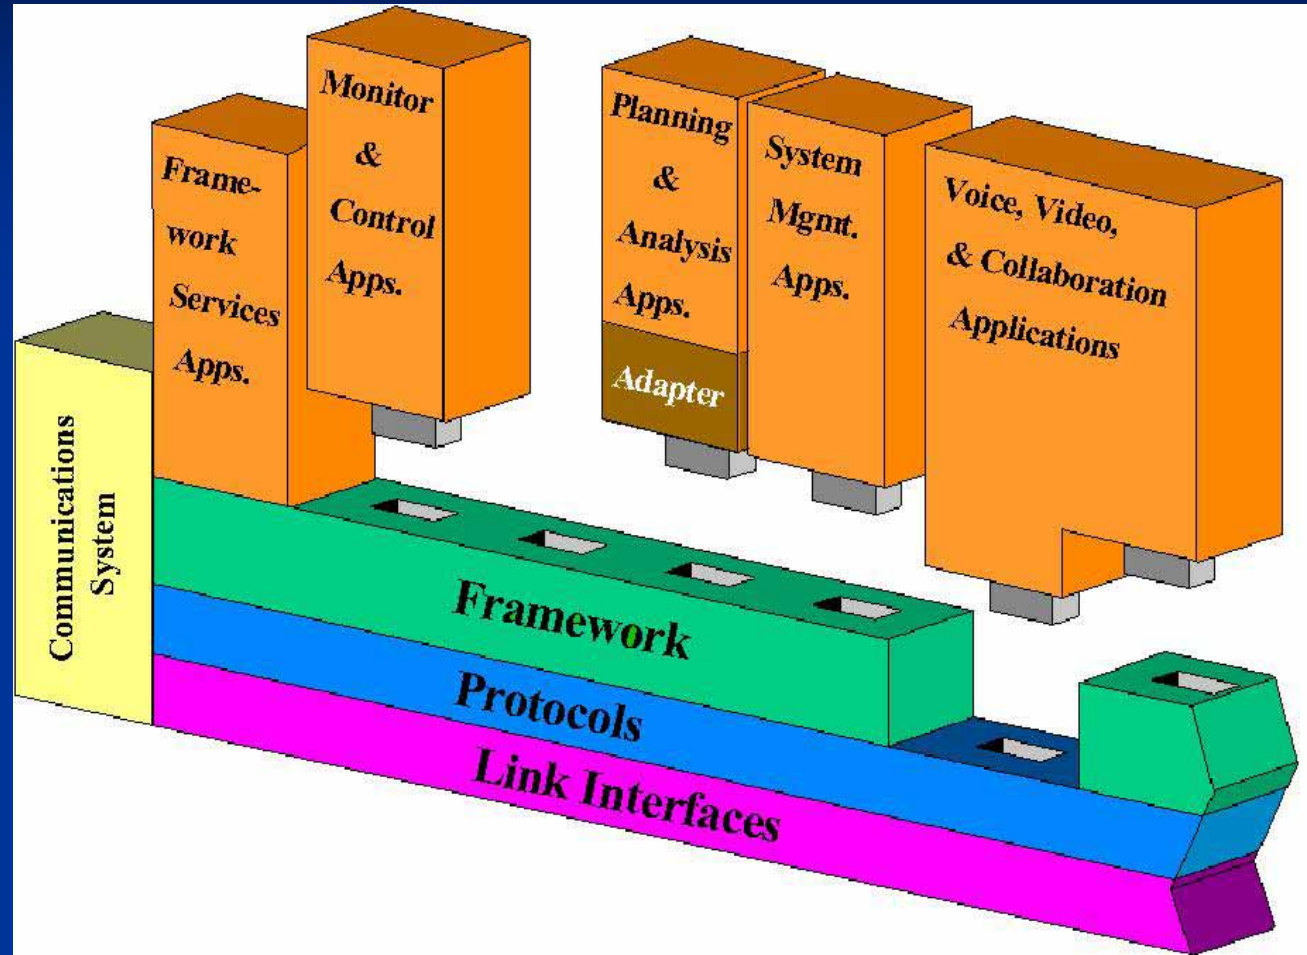 Monitor
&
Control
Apps.
Frame-
work
Services
Apps.
Planning
&
Analysis
Apps.
Adapter
System
Mgmt.
Apps.
Voice, Video,
& Collaboration
Applications
Communications
System
Framework
Protocols
Link Interfaces